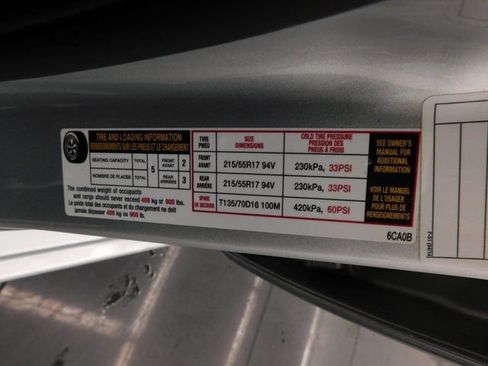 TIRE AND LOADING INFORMATION
RENSEIGNEMENTS SUR LES PNEUS ET LE CHARGEMENT
SEATING CAPACITY TOTAL 5 FRONT AVANT 2
NOMBRE DE PLACES TOTAL REAR ARRIÈRE 3
The combined weight of occupants
and cargo should never exceed 408 kg or 900 lbs.
Le poids total des occupants et du chargement ne doit
jamais dépasser 408 kg ou 900 lbs.
TIRE PNEU SIZE DIMENSIONS COLD TIRE PRESSURE PRESSION DES PNEUS À FROID
FRONT AVANT 215/55R17 94V 230kPa, 33PSI
REAR ARRIÈRE 215/55R17 94V 230kPa, 33PSI
SPARE DE SECOURS T135/70D16 100M 420kPa, 60PSI
SEE OWNER'S
MANUAL FOR
ADDITIONAL
INFORMATION
VOIR LE MANUEL
DE L'USAGER
POUR PLUS DE
RENSEIGNEMENTS
6CA0B